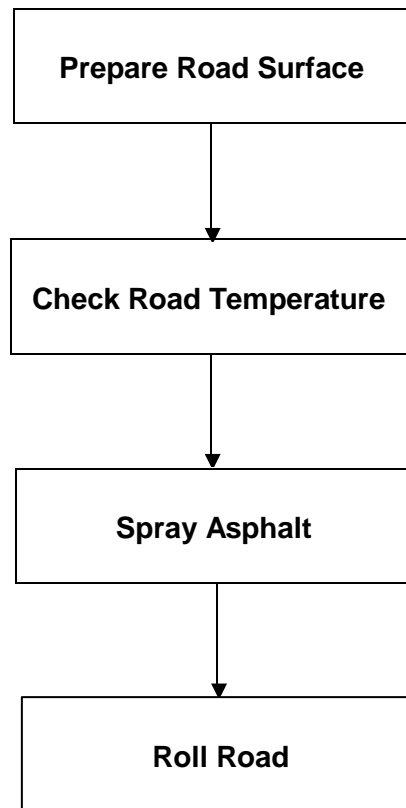 Prepare Road Surface
Check Road Temperature
Spray Asphalt
Roll Road